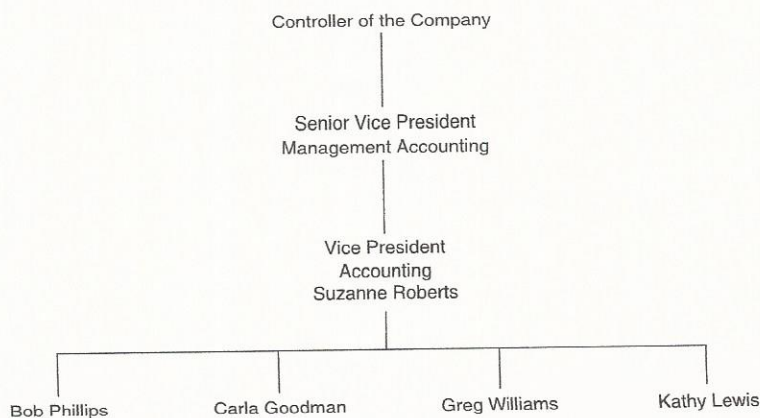 Controller of the Company
Senior Vice President
Management Accounting
Vice President
Accounting
Suzanne Roberts
Bob Phillips
Carla Goodman
Greg Williams
Kathy Lewis